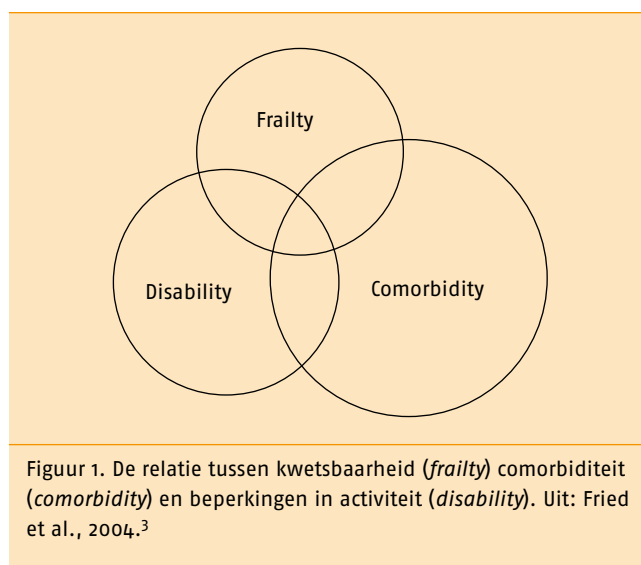 Frailty
Disability
Comorbidity
Figuur 1. De relatie tussen kwetsbaarheid (frailty) comorbiditeit
(comorbidity) en beperkingen in activiteit (disability). Uit: Fried
et al., 2004.³